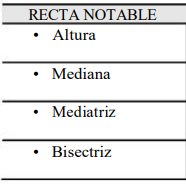 RECTA NOTABLE
• Altura
• Mediana
• Mediatriz
• Bisectriz